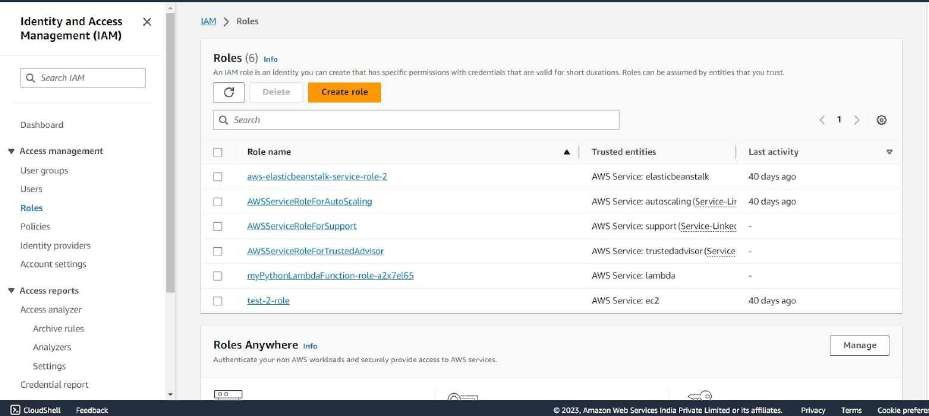 Identity and Access
Management (IAM)
Search IAM
Dashboard
Access management
User groups
Users
Roles
Policies
Identity providers
Account settings
Access reports
Access analyzer
Archive rules
Analyzers
Settings
Credential report
IAM > Roles
Roles (6) Info
An IAM role is an identity you can create that has specific permissions with credentials that are valid for short durations. Roles can be assumed by entities that you trust.
Delete Create role
Search
1
Role name Trusted entities Last activity
aws-elasticbeanstalk-service-role-2 AWS Service: elasticbeanstalk 40 days ago
AWSServiceRoleForAutoScaling AWS Service: autoscaling (Service-Lin 40 days ago
AWSServiceRoleForSupport AWS Service: support (Service-Linked -
AWSServiceRoleForTrustedAdvisor AWS Service: trustedadvisor (Service -
myPythonLambdaFunction-role-a2x7el65 AWS Service: lambda -
test-2-role AWS Service: ec2 40 days ago
Roles Anywhere Info
Authenticate your non AWS workloads and securely provide access to AWS services.
Manage
CloudShell Feedback © 2023, Amazon Web Services India Private Limited or its affiliates. Privacy Terms Cookie prefere